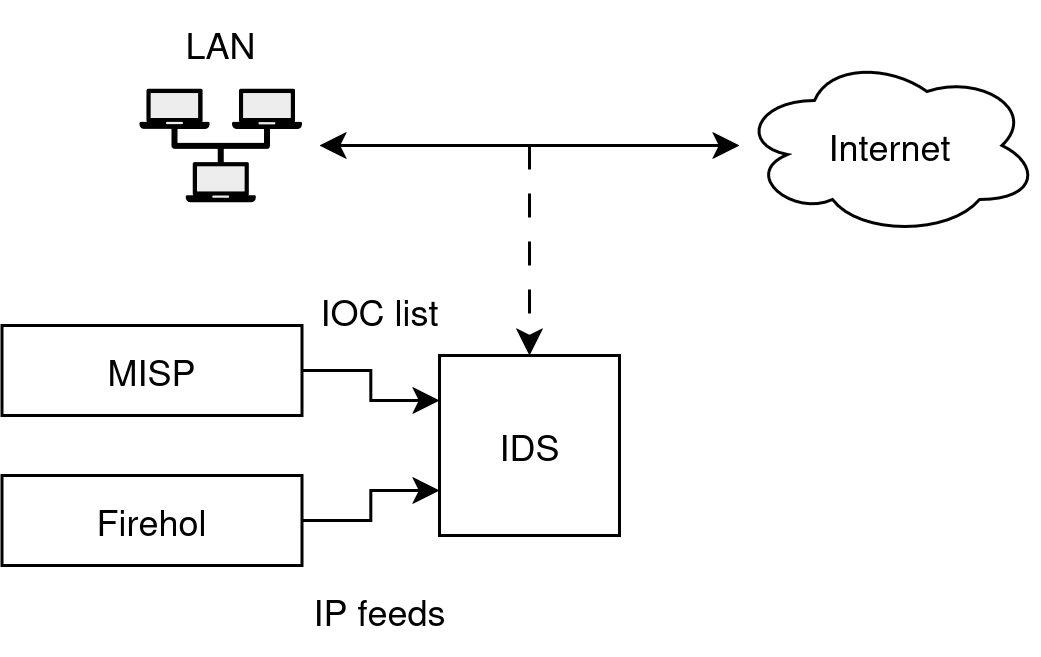 LAN
Internet
IOC list
MISP
IDS
Firehol
IP feeds